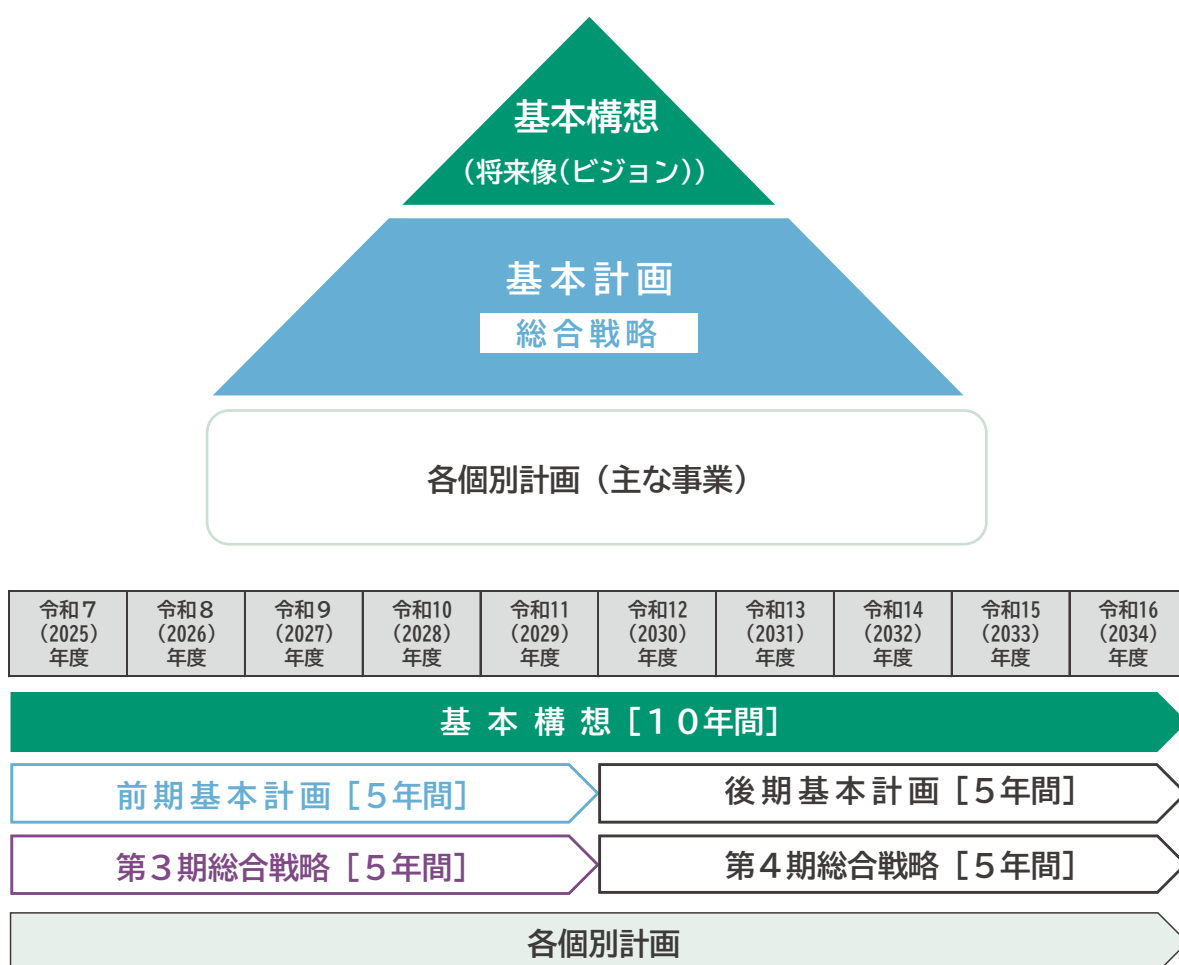 基本構想
（将来像（ビジョン））
基本計画
総合戦略
各個別計画（主な事業）
令和７
（2025）
年度
令和８
（2026）
年度
令和９
（2027）
年度
令和10
（2028）
年度
令和11
（2029）
年度
令和12
（2030）
年度
令和13
（2031）
年度
令和14
（2032）
年度
令和15
（2033）
年度
令和16
（2034）
年度
基本構想［１０年間］
前期基本計画［５年間］
後期基本計画［５年間］
第３期総合戦略［５年間］
第４期総合戦略［５年間］
各個別計画